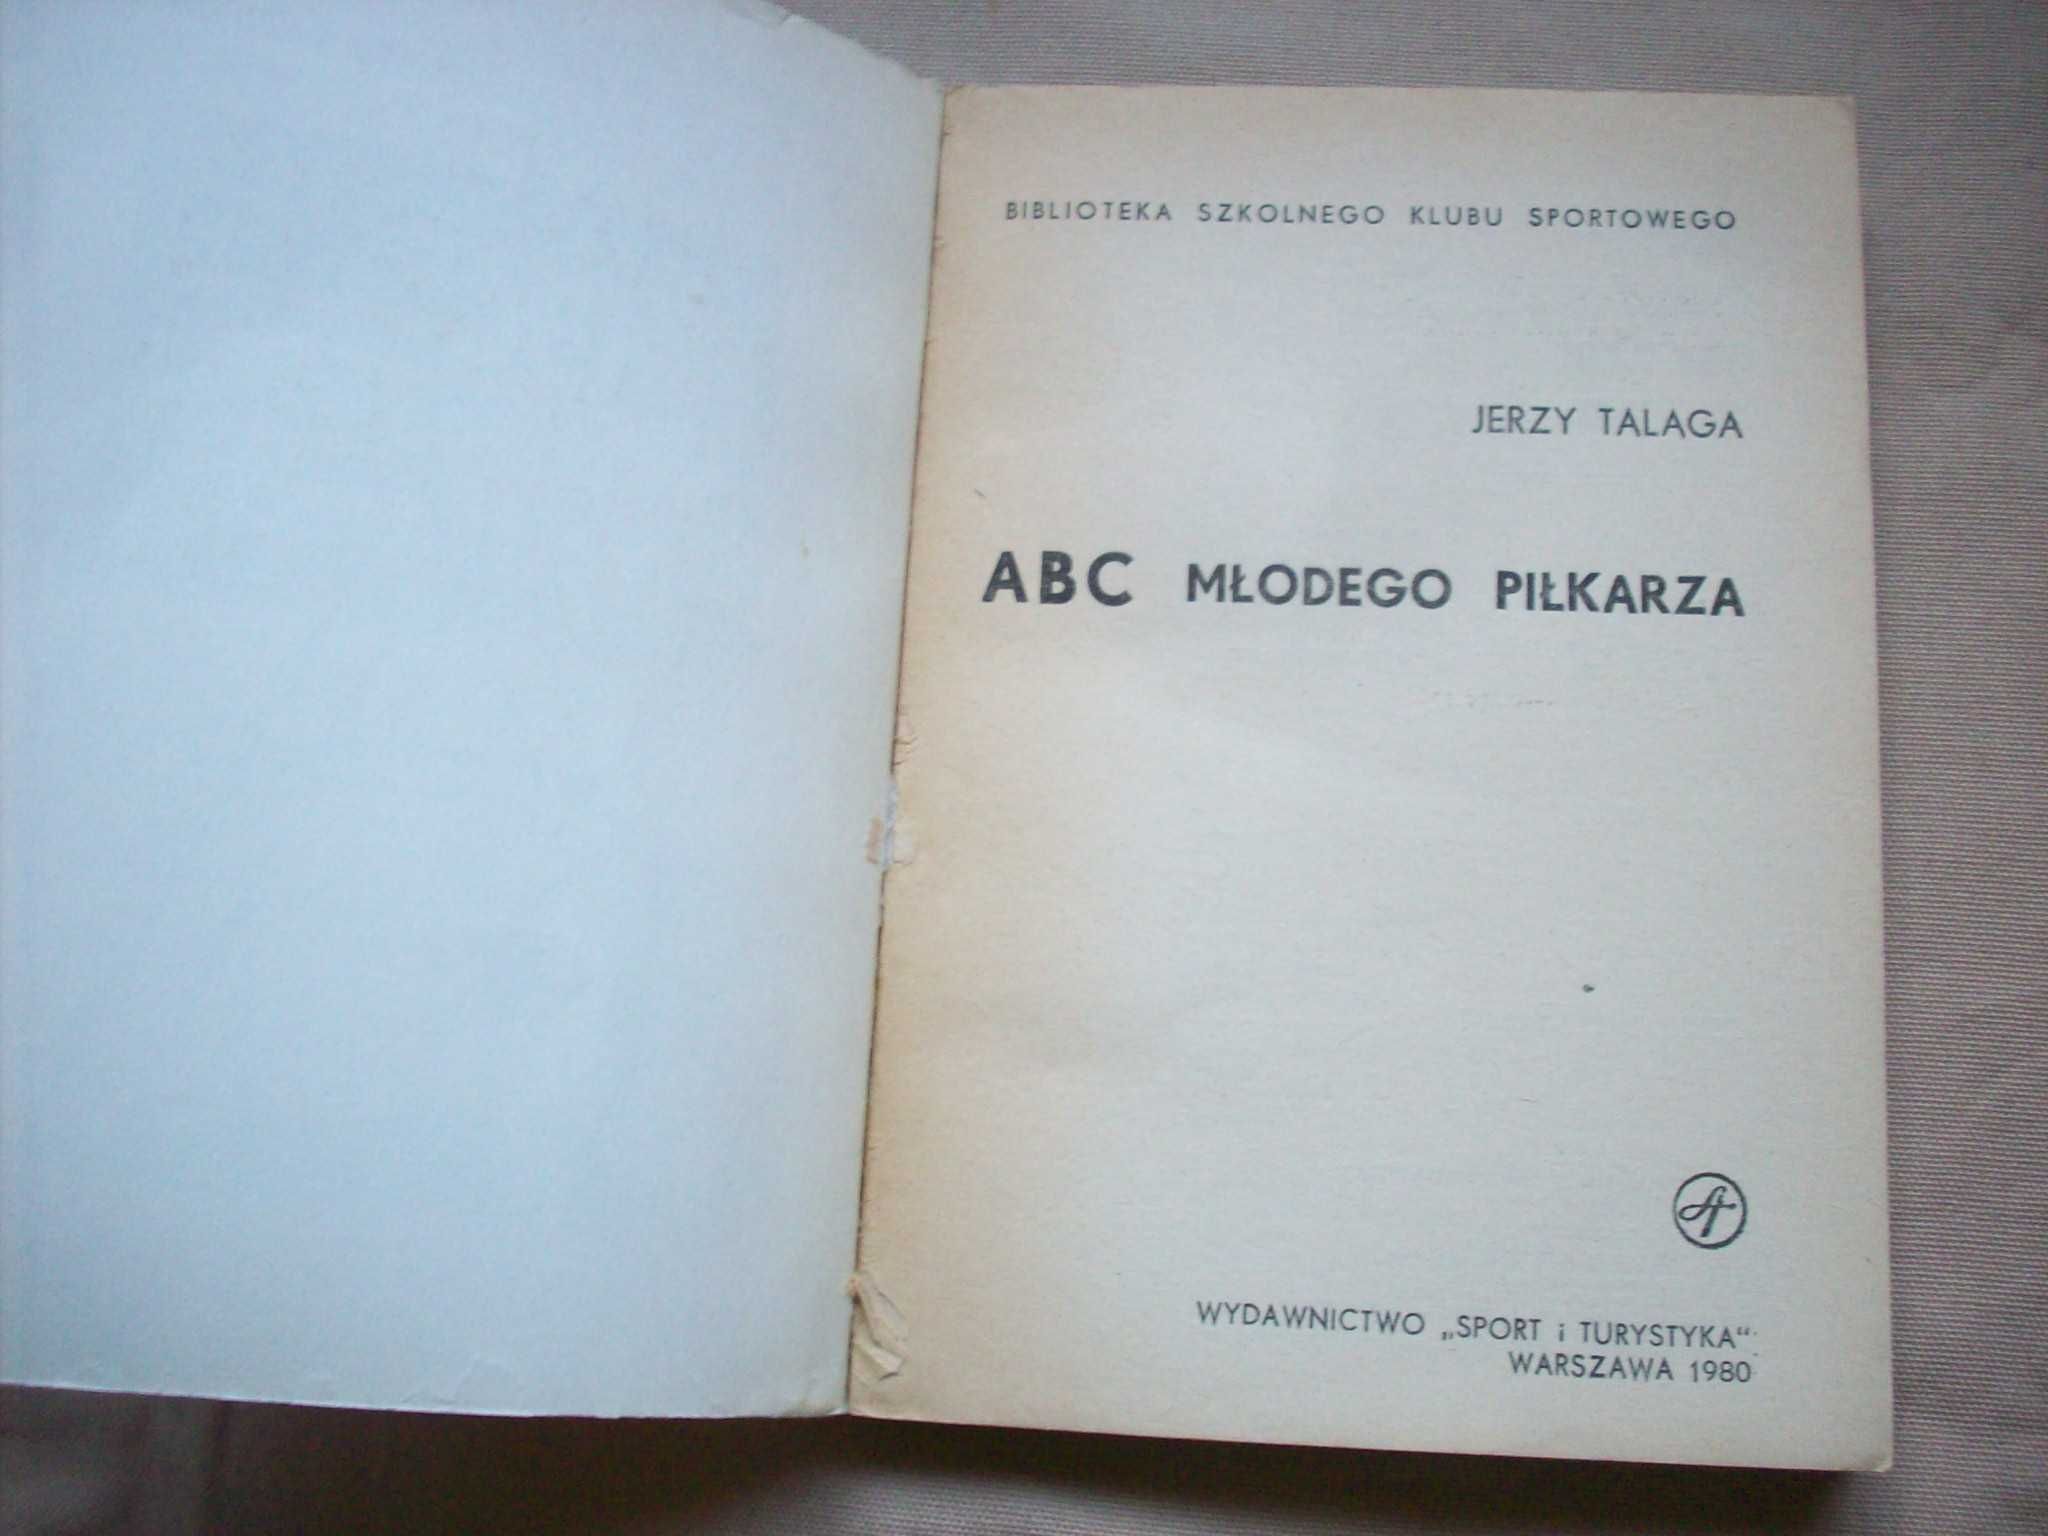 BIBLIOTEKA SZKOLNEGO KLUBU SPORTOWEGO
JERZY TALAGA
ABC MŁODEGO PIŁKARZA
WYDAWNICTWO „SPORT i TURYSTYKA“
WARSZAWA 1980